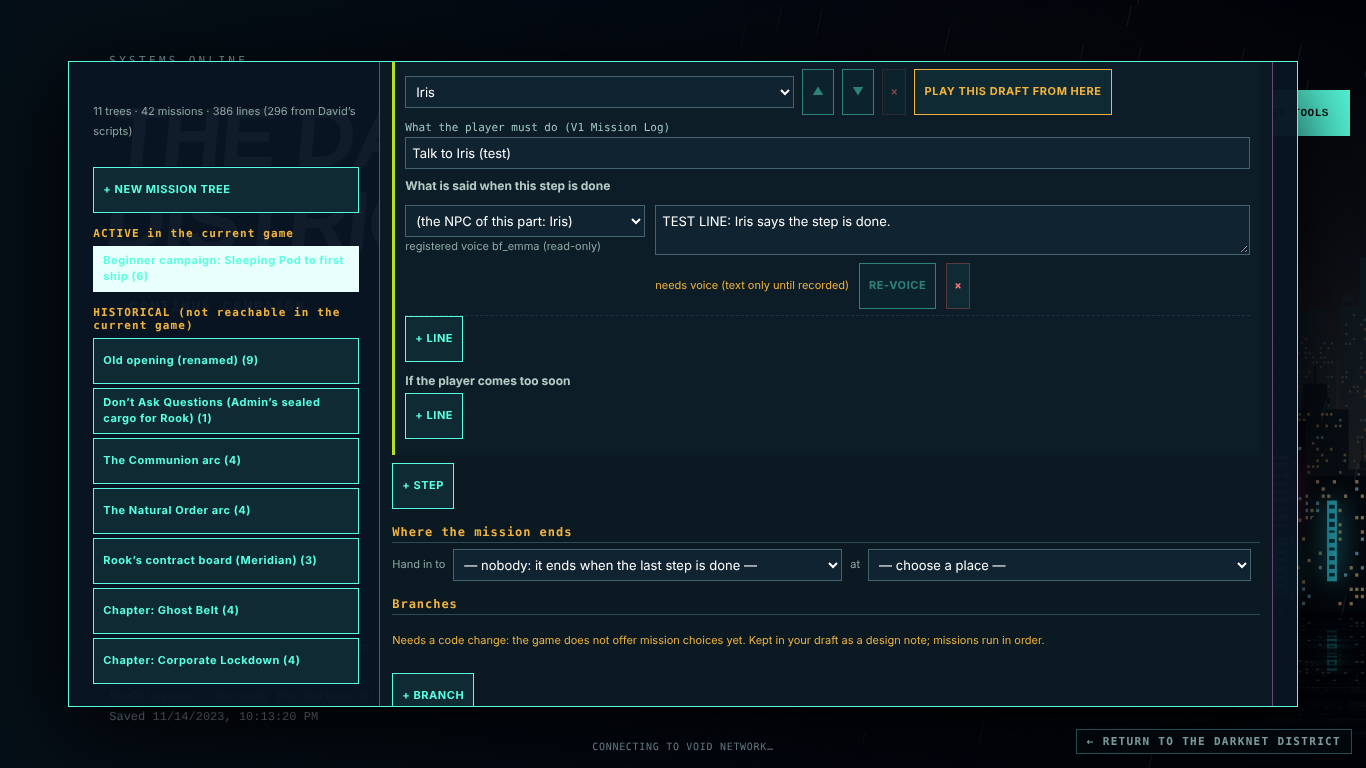 SYSTEMS ONLINE
11 trees · 42 missions · 386 lines (296 from David's
scripts)
+ NEW MISSION TREE
ACTIVE in the current game
Beginner campaign: Sleeping Pod to first
ship (6)
HISTORICAL (not reachable in the
current game)
Old opening (renamed) (9)
Don't Ask Questions (Admin's sealed
cargo for Rook) (1)
The Communion arc (4)
The Natural Order arc (4)
Rook's contract board (Meridian) (3)
Chapter: Ghost Belt (4)
Chapter: Corporate Lockdown (4)
Iris
▲
▼
×
PLAY THIS DRAFT FROM HERE
What the player must do (V1 Mission Log)
Talk to Iris (test)
What is said when this step is done
(the NPC of this part: Iris)
TEST LINE: Iris says the step is done.
registered voice bf_emma (read-only)
needs voice (text only until recorded)
RE-VOICE
×
+ LINE
If the player comes too soon
+ LINE
+ STEP
Where the mission ends
Hand in to
— nobody: it ends when the last step is done —
at
— choose a place —
Branches
Needs a code change: the game does not offer mission choices yet. Kept in your draft as a design note; missions run in order.
+ BRANCH
TOOLS
THE DA
DISTRIC
Saved 11/14/2023, 10:13:20 PM
CONNECTING TO VOID NETWORK…
← RETURN TO THE DARKNET DISTRICT